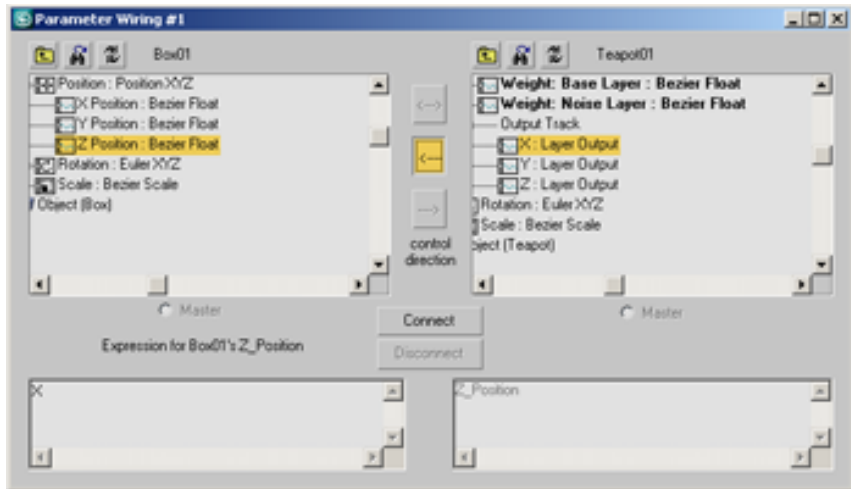 Parameter Wiring #1
Box01
Teapot01
Position : Position XYZ
X Position : Bezier Float
Y Position : Bezier Float
Z Position : Bezier Float
Rotation : Euler XYZ
Scale : Bezier Scale
Object (Box)
Weight: Base Layer : Bezier Float
Weight: Noise Layer : Bezier Float
Output Track
X : Layer Output
Y : Layer Output
Z : Layer Output
Rotation : Euler XYZ
Scale : Bezier Scale
bject (Teapot)
<-->
<---
--->
control
direction
Master
Master
Connect
Disconnect
Expression for Box01's Z_Position
X
Z_Position